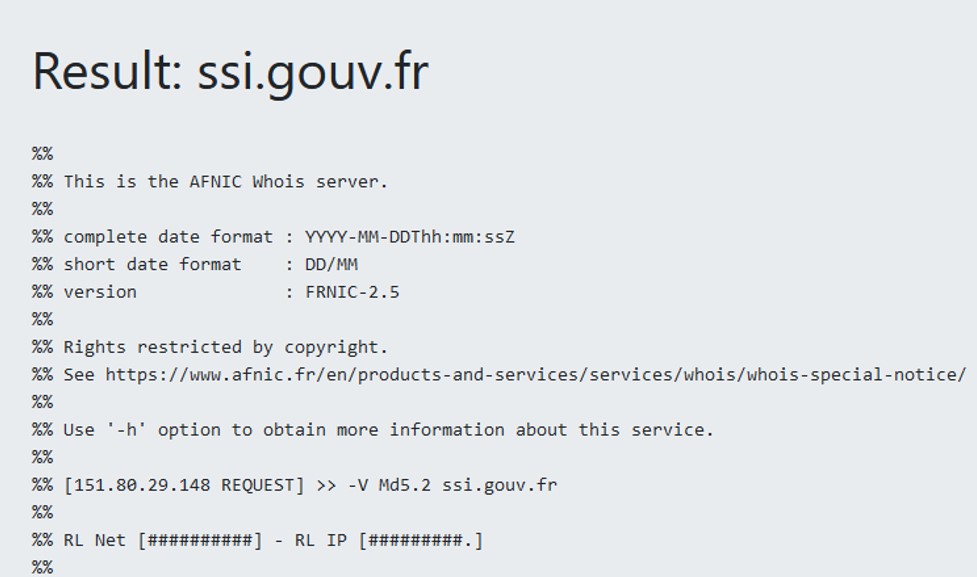 Result: ssi.gouv.fr
%%
%% This is the AFNIC Whois server.
%%
%% complete date format : YYYY-MM-DDThh:mm:ssZ
%% short date format    : DD/MM
%% version              : FRNIC-2.5
%%
%% Rights restricted by copyright.
%% See https://www.afnic.fr/en/products-and-services/services/whois/whois-special-notice/
%%
%% Use '-h' option to obtain more information about this service.
%%
%% [151.80.29.148 REQUEST] >> -V Md5.2 ssi.gouv.fr
%%
%% RL Net [##########] - RL IP [#########.]
%%